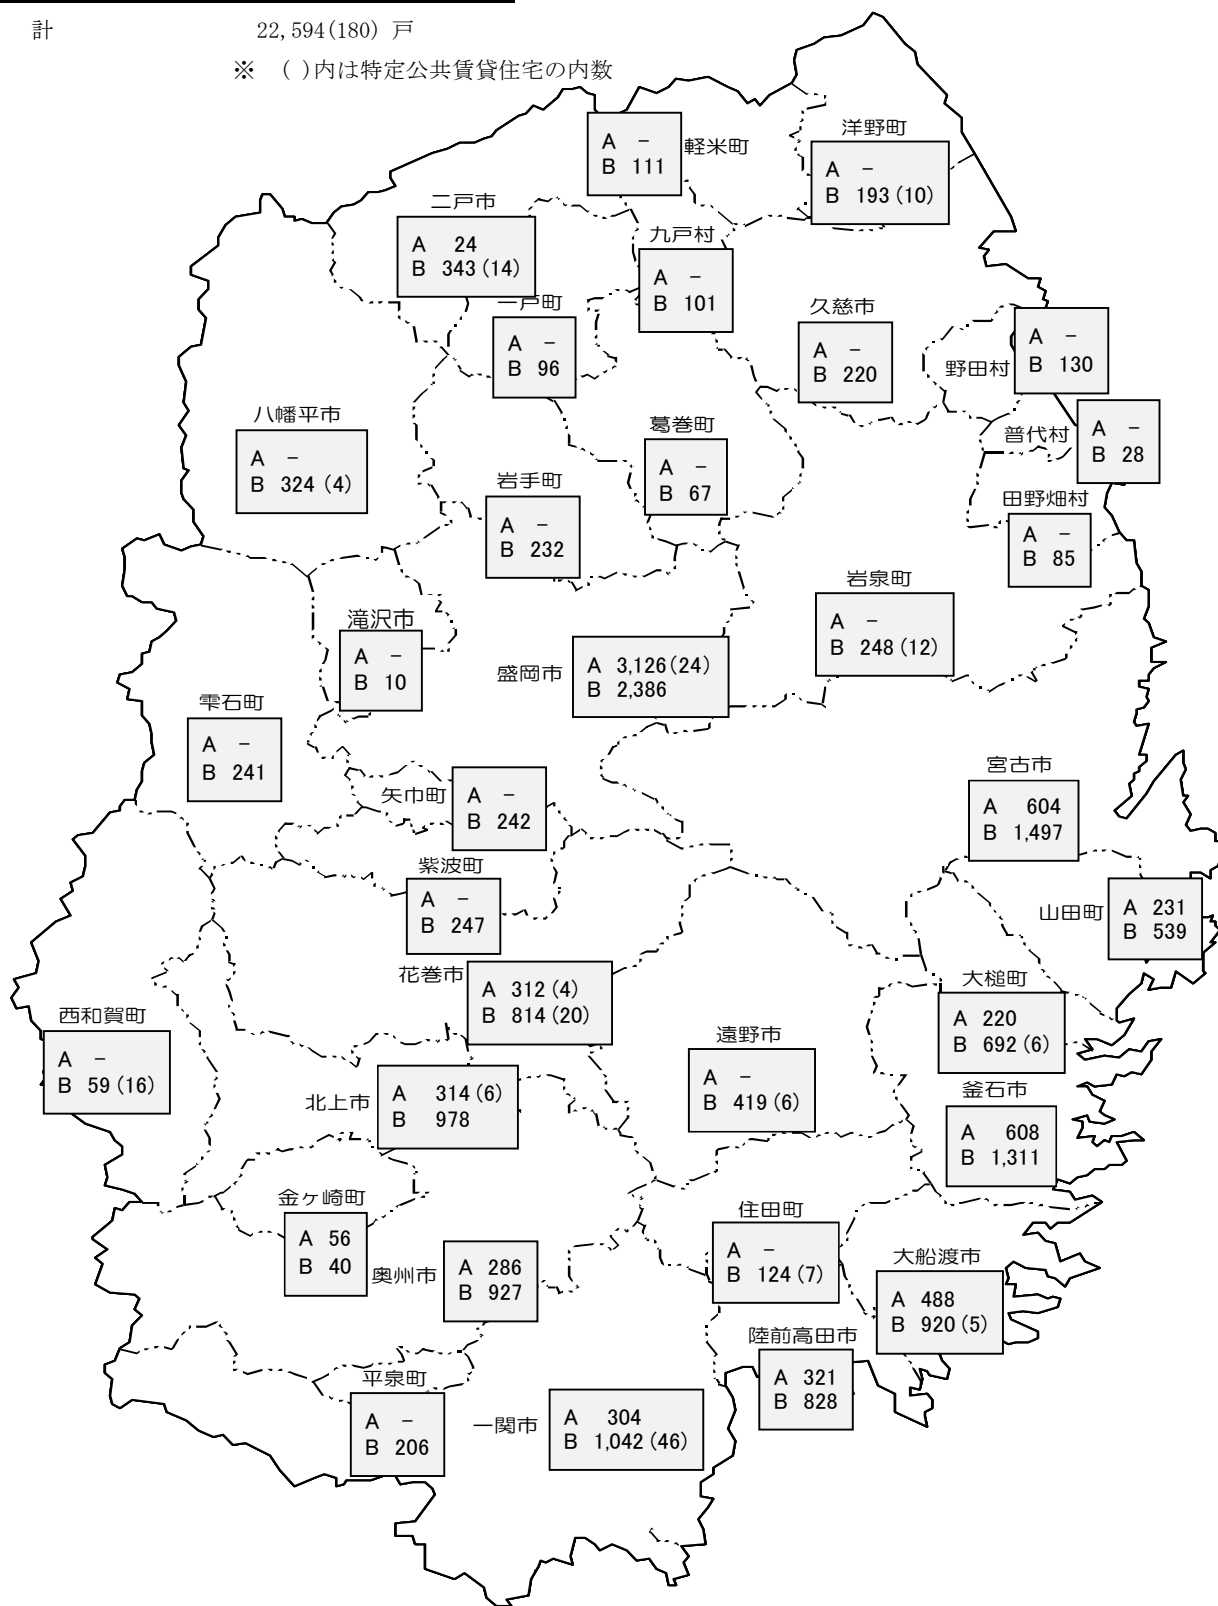 計 22,594(180) 戸
※ ( )内は特定公共賃貸住宅の内数
軽米町
A －
B 111
洋野町
A －
B 193(10)
二戸市
A 24
B 343(14)
九戸村
A －
B 101
一戸町
A －
B 96
久慈市
A －
B 220
野田村
A －
B 130
普代村
A －
B 28
八幡平市
A －
B 324(4)
葛巻町
A －
B 67
岩手町
A －
B 232
田野畑村
A －
B 85
岩泉町
A －
B 248(12)
滝沢市
A －
B 10
盛岡市
A 3,126(24)
B 2,386
雫石町
A －
B 241
矢巾町
A －
B 242
宮古市
A 604
B 1,497
紫波町
A －
B 247
山田町
A 231
B 539
花巻市
A 312(4)
B 814(20)
大槌町
A 220
B 692(6)
西和賀町
A －
B 59(16)
遠野市
A －
B 419(6)
北上市
A 314(6)
B 978
釜石市
A 608
B 1,311
金ヶ崎町
A 56
B 40
奥州市
A 286
B 927
住田町
A －
B 124(7)
大船渡市
A 488
B 920(5)
陸前高田市
A 321
B 828
平泉町
A －
B 206
一関市
A 304
B 1,042(46)